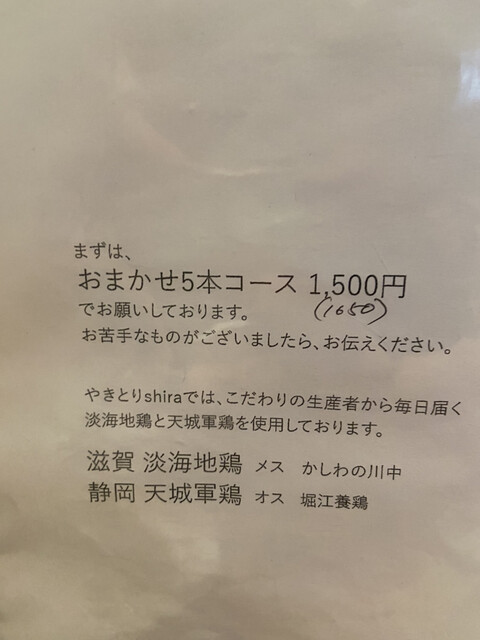 まずは、
おまかせ5本コース 1,500円
(1650)
でお願いしております。
お苦手なものがございましたら、お伝えください。
やきとりshiraでは、こだわりの生産者から毎日届く
淡海地鶏と天城軍鶏を使用しております。
滋賀 淡海地鶏 メス かしわの川中
静岡 天城軍鶏 オス 堀江養鶏